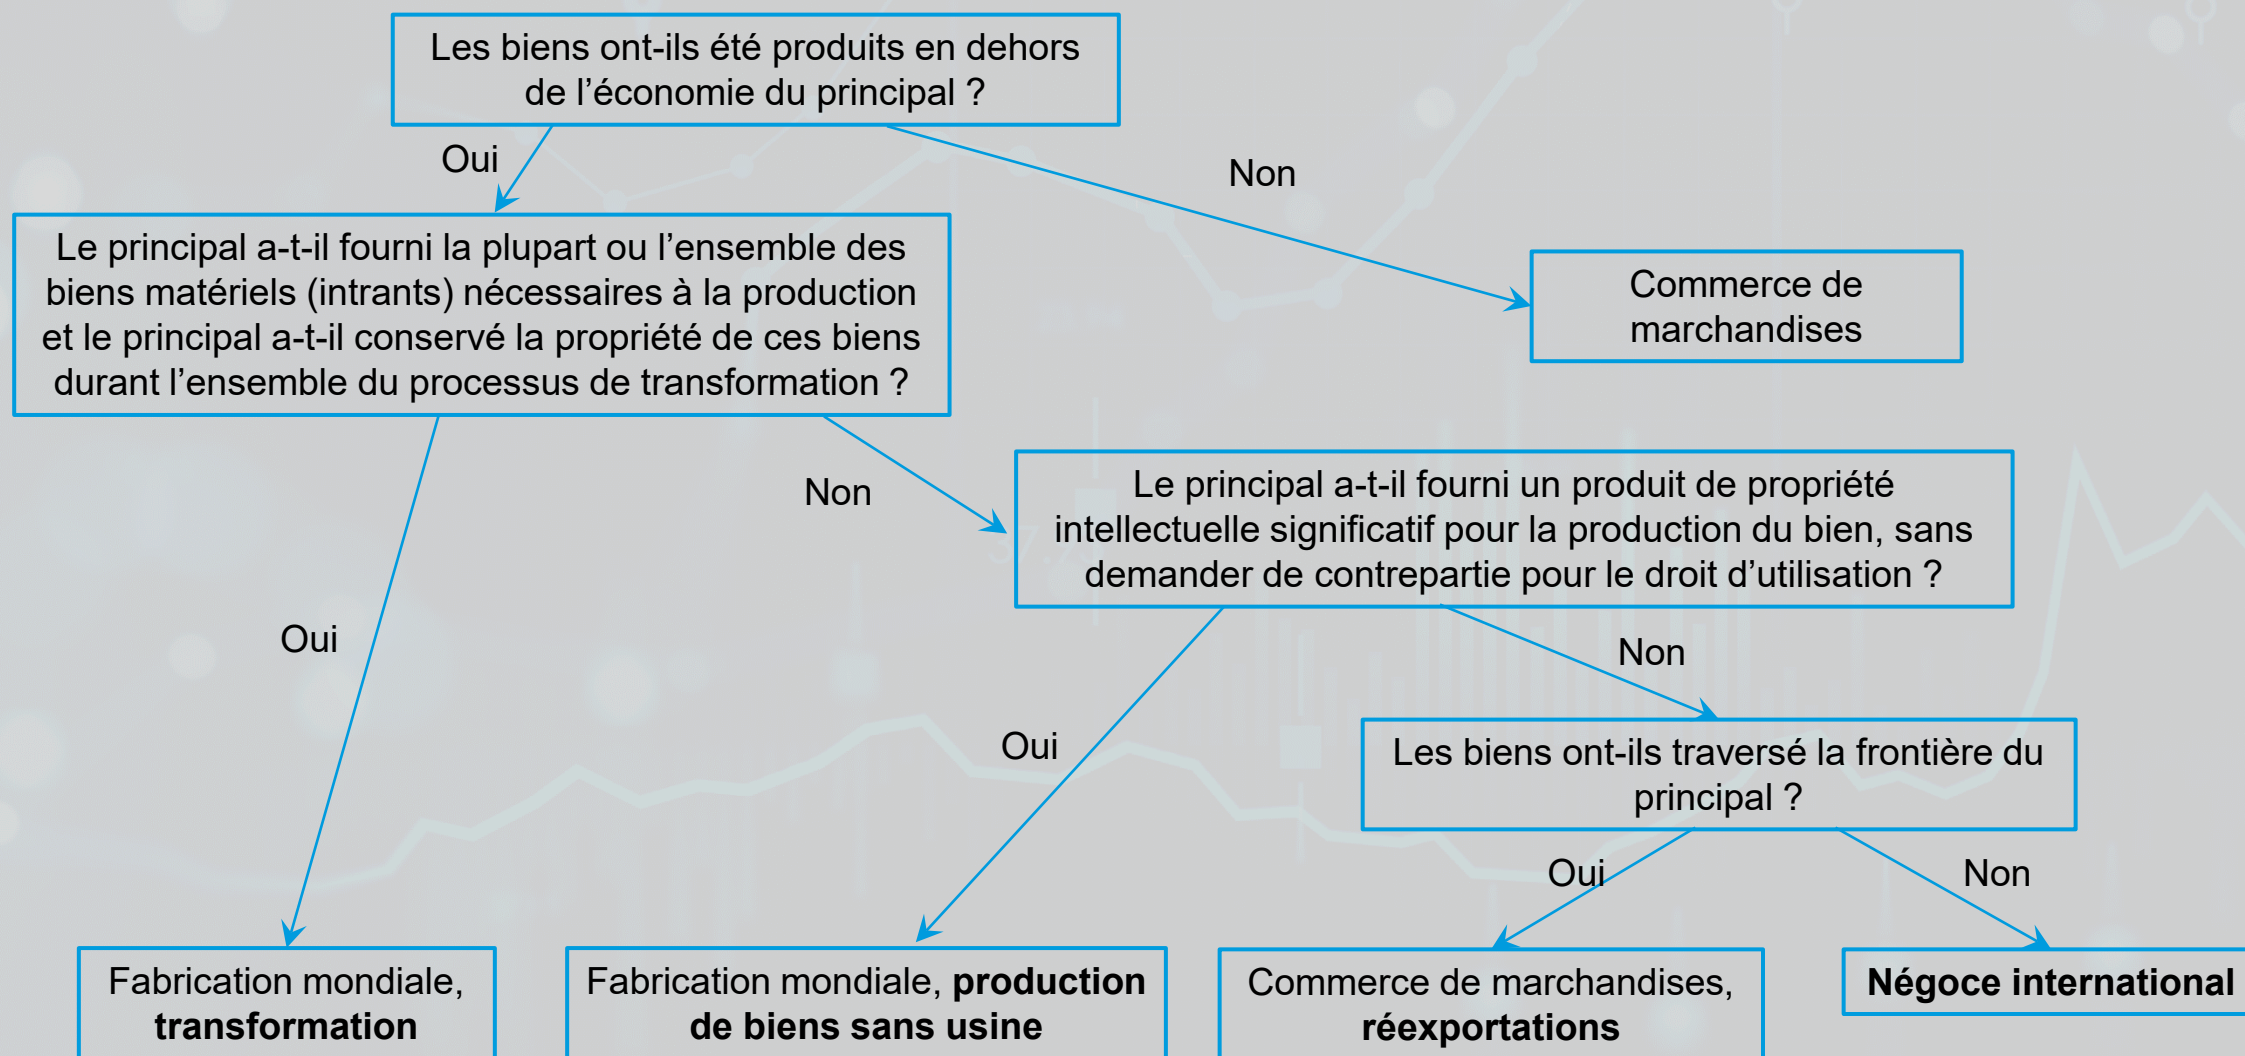 Les biens ont-ils été produits en dehors
de l’économie du principal ?
Oui
Non
Le principal a-t-il fourni la plupart ou l’ensemble des
biens matériels (intrants) nécessaires à la production
et le principal a-t-il conservé la propriété de ces biens
durant l’ensemble du processus de transformation ?
Commerce de
marchandises
Non
Le principal a-t-il fourni un produit de propriété
intellectuelle significatif pour la production du bien, sans
demander de contrepartie pour le droit d’utilisation ?
Oui
Non
Oui
Les biens ont-ils traversé la frontière du
principal ?
Oui
Non
Fabrication mondiale,
transformation
Fabrication mondiale, production
de biens sans usine
Commerce de marchandises,
réexportations
Négoce international